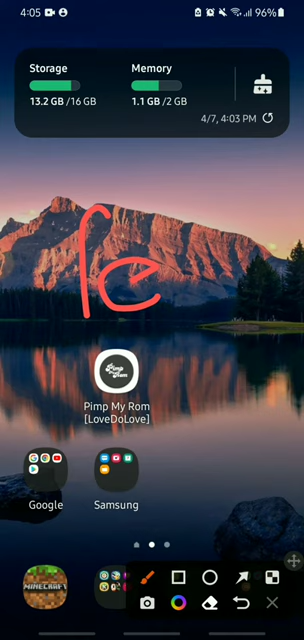 4:05
96%
Storage
Memory
13.2 GB /16 GB
1.1 GB /2 GB
4/7, 4:03 PM
Pimp My Rom
Pimp My Rom
[LoveDoLove]
Google
Samsung
MINECRAFT